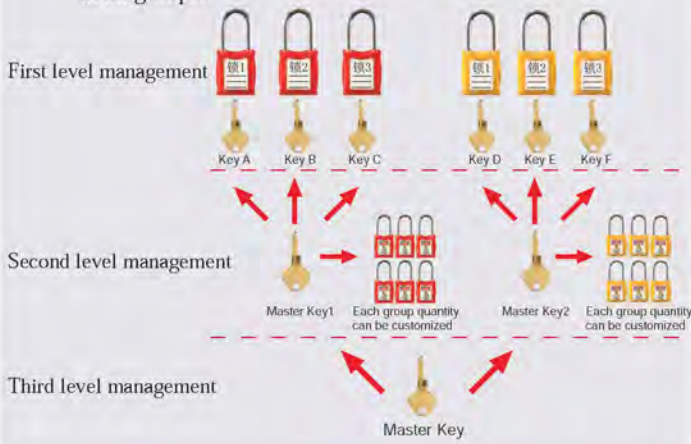 First level management
锁1 锁2 锁3 锁1 锁2 锁3
Key A Key B Key C Key D Key E Key F
Second level management
Master Key1 Each group quantity can be customized
Master Key2 Each group quantity can be customized
Third level management
Master Key